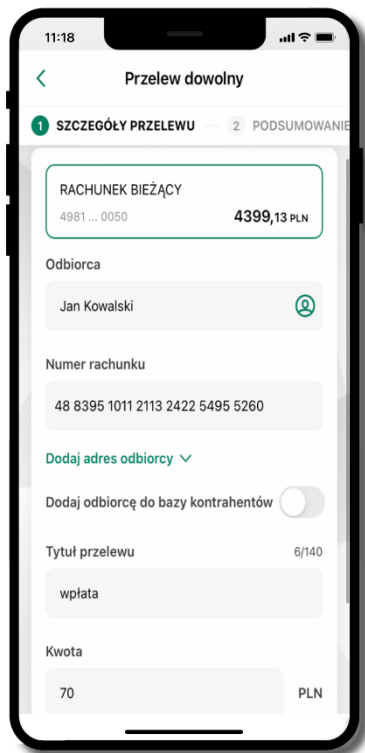 11:18
Przelew dowolny
1 SZCZEGÓŁY PRZELEWU 2 PODSUMOWANIE
RACHUNEK BIEŻĄCY
4981 ... 0050 4399,13 PLN
Odbiorca
Jan Kowalski
Numer rachunku
48 8395 1011 2113 2422 5495 5260
Dodaj adres odbiorcy
Dodaj odbiorcę do bazy kontrahentów
Tytuł przelewu 6/140
wpłata
Kwota
70 PLN